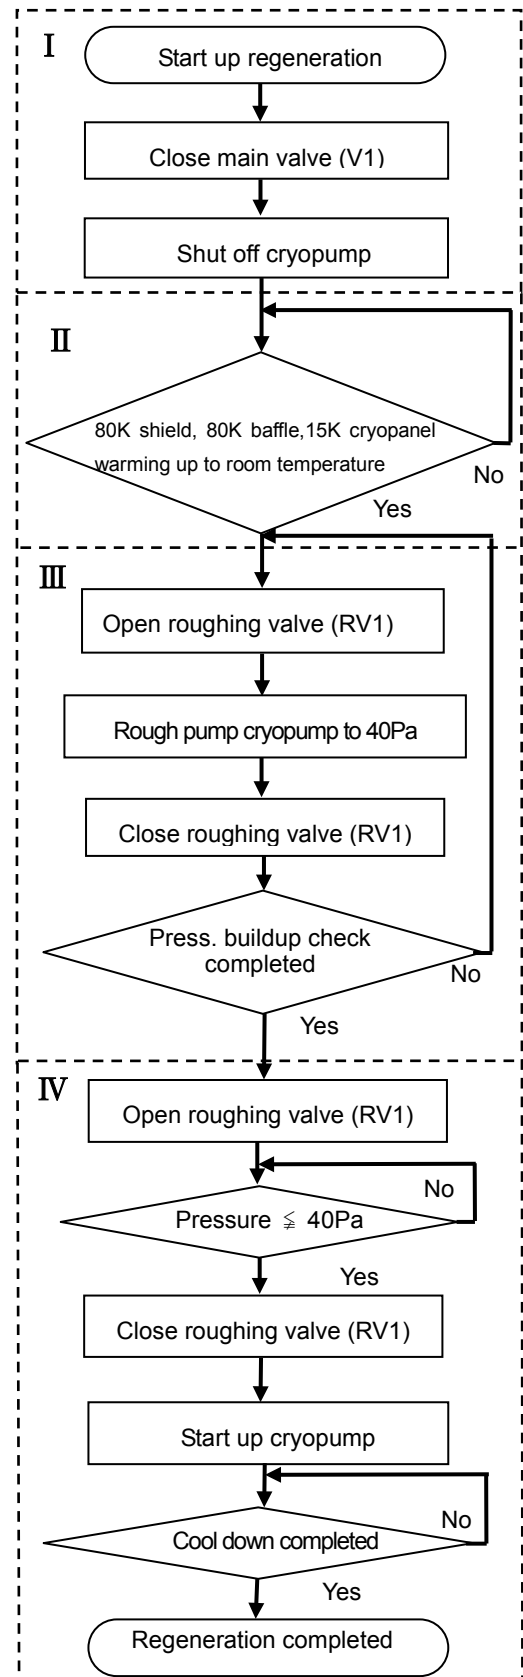 Ⅰ
Start up regeneration
Close main valve (V1)
Shut off cryopump
Ⅱ
80K shield, 80K baffle,15K cryopanel
warming up to room temperature
No
Yes
Ⅲ
Open roughing valve (RV1)
Rough pump cryopump to 40Pa
Close roughing valve (RV1)
Press. buildup check
completed
No
Yes
Ⅳ
Open roughing valve (RV1)
No
Pressure ≨ 40Pa
Yes
Close roughing valve (RV1)
Start up cryopump
No
Cool down completed
Yes
Regeneration completed